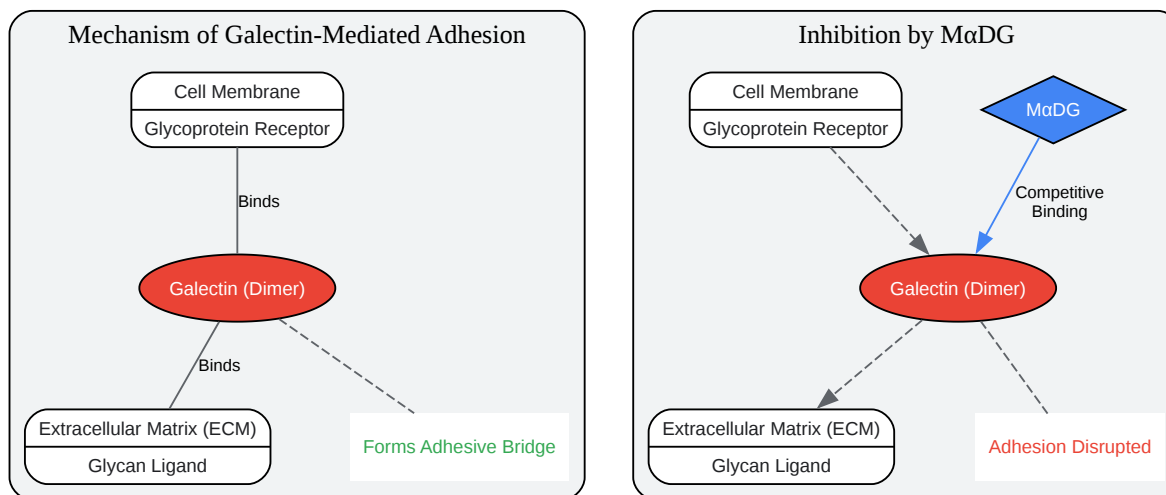 Mechanism of Galectin-Mediated Adhesion
Cell Membrane
Glycoprotein Receptor
Binds
Galectin (Dimer)
Binds
Extracellular Matrix (ECM)
Glycan Ligand
Forms Adhesive Bridge
Inhibition by MαDG
Cell Membrane
Glycoprotein Receptor
MαDG
Competitive
Binding
Galectin (Dimer)
Extracellular Matrix (ECM)
Glycan Ligand
Adhesion Disrupted